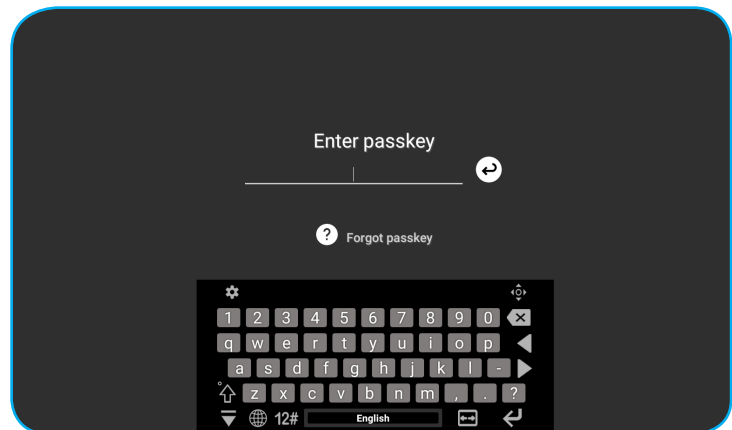 Enter passkey
? Forgot passkey
1 2 3 4 5 6 7 8 9 0
q w e r t y u i o p
a s d f g h j k l -
z x c v b n m , . ?
12# English